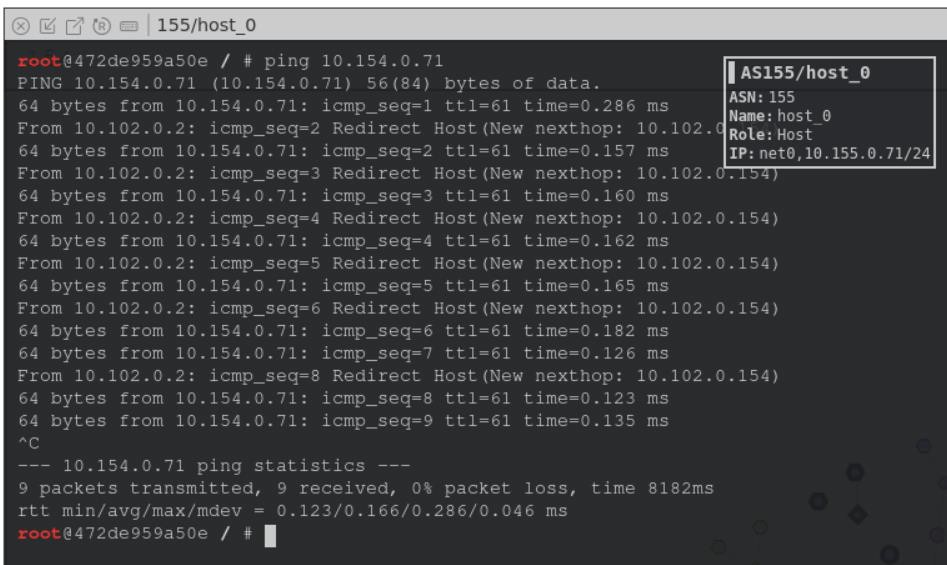 155/host_0
root@472de959a50e / # ping 10.154.0.71
PING 10.154.0.71 (10.154.0.71) 56(84) bytes of data.
64 bytes from 10.154.0.71: icmp_seq=1 ttl=61 time=0.286 ms
From 10.102.0.2: icmp_seq=2 Redirect Host(New nexthop: 10.102.0
64 bytes from 10.154.0.71: icmp_seq=2 ttl=61 time=0.157 ms
From 10.102.0.2: icmp_seq=3 Redirect Host(New nexthop: 10.102.0.154)
64 bytes from 10.154.0.71: icmp_seq=3 ttl=61 time=0.160 ms
From 10.102.0.2: icmp_seq=4 Redirect Host(New nexthop: 10.102.0.154)
64 bytes from 10.154.0.71: icmp_seq=4 ttl=61 time=0.162 ms
From 10.102.0.2: icmp_seq=5 Redirect Host(New nexthop: 10.102.0.154)
64 bytes from 10.154.0.71: icmp_seq=5 ttl=61 time=0.165 ms
From 10.102.0.2: icmp_seq=6 Redirect Host(New nexthop: 10.102.0.154)
64 bytes from 10.154.0.71: icmp_seq=6 ttl=61 time=0.182 ms
64 bytes from 10.154.0.71: icmp_seq=7 ttl=61 time=0.126 ms
From 10.102.0.2: icmp_seq=8 Redirect Host(New nexthop: 10.102.0.154)
64 bytes from 10.154.0.71: icmp_seq=8 ttl=61 time=0.123 ms
64 bytes from 10.154.0.71: icmp_seq=9 ttl=61 time=0.135 ms
^C
--- 10.154.0.71 ping statistics ---
9 packets transmitted, 9 received, 0% packet loss, time 8182ms
rtt min/avg/max/mdev = 0.123/0.166/0.286/0.046 ms
root@472de959a50e / #
AS155/host_0
ASN: 155
Name: host_0
Role: Host
IP: net0,10.155.0.71/24